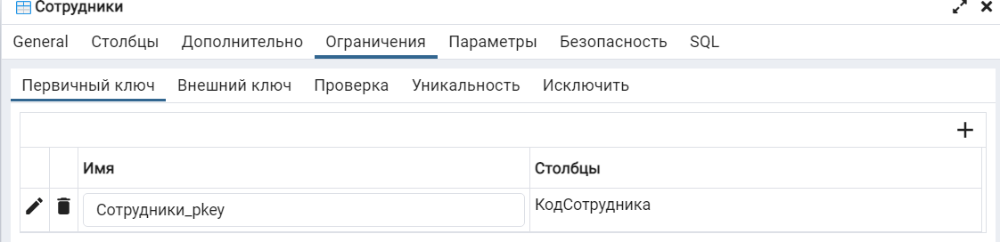 Сотрудники
General Столбцы Дополнительно Ограничения Параметры Безопасность SQL
Первичный ключ Внешний ключ Проверка Уникальность Исключить
Имя Столбцы
Сотрудники_pkey КодСотрудника